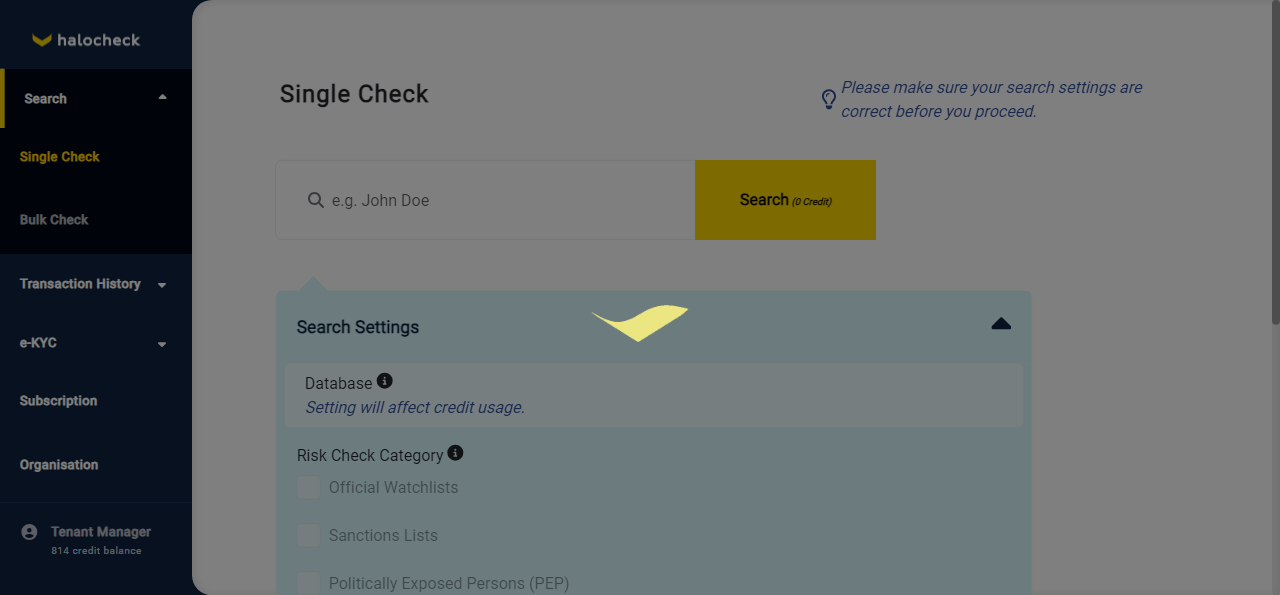 halocheck
Search
Single Check
Bulk Check
Transaction History
e-KYC
Subscription
Organisation
Tenant Manager
814 credit balance
Single Check
Please make sure your search settings are
correct before you proceed.
e.g. John Doe
Search (0 Credit)
Search Settings
Database
Setting will affect credit usage.
Risk Check Category
Official Watchlists
Sanctions Lists
Politically Exposed Persons (PEP)